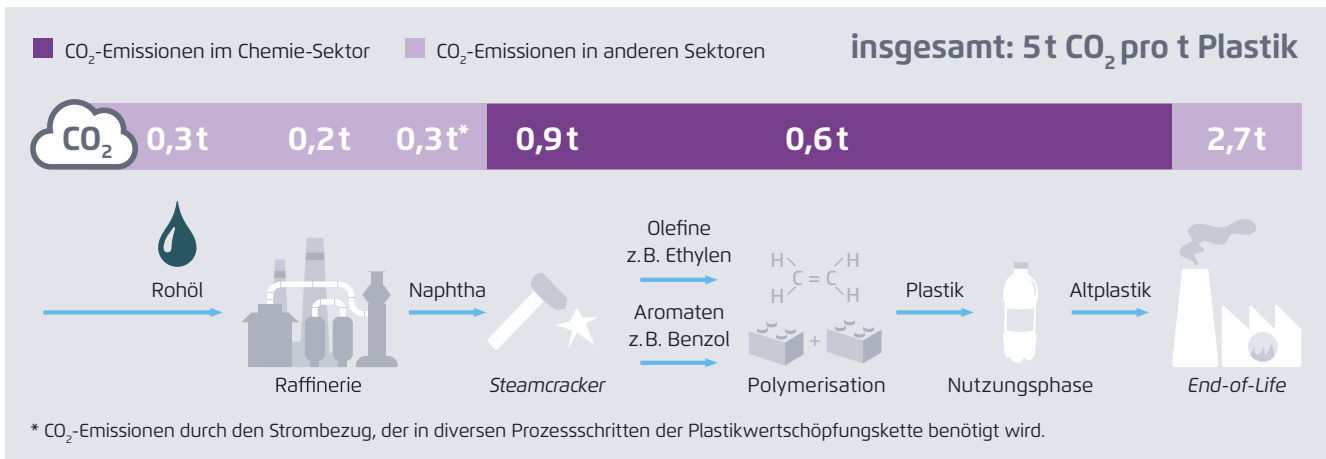 CO₂-Emissionen im Chemie-Sektor
CO₂-Emissionen in anderen Sektoren
insgesamt: 5 t CO₂ pro t Plastik
CO₂
0,3 t
0,2 t
0,3 t*
0,9 t
0,6 t
2,7 t
Rohöl
Raffinerie
Naphtha
Steamcracker
Olefine
z. B. Ethylen
Aromaten
z. B. Benzol
H H
C = C
H H
+
Polymerisation
Plastik
Nutzungsphase
Altplastik
End-of-Life
* CO₂-Emissionen durch den Strombezug, der in diversen Prozessschritten der Plastikwertschöpfungskette benötigt wird.